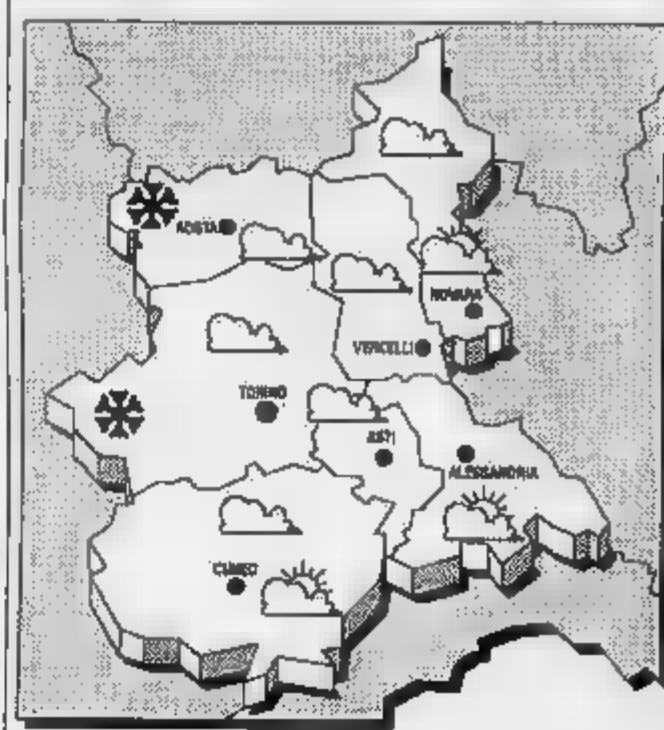 AOSTA
NOVARA
VERCELLI
TORINO
ASTI
ALESSANDRIA
CUNEO